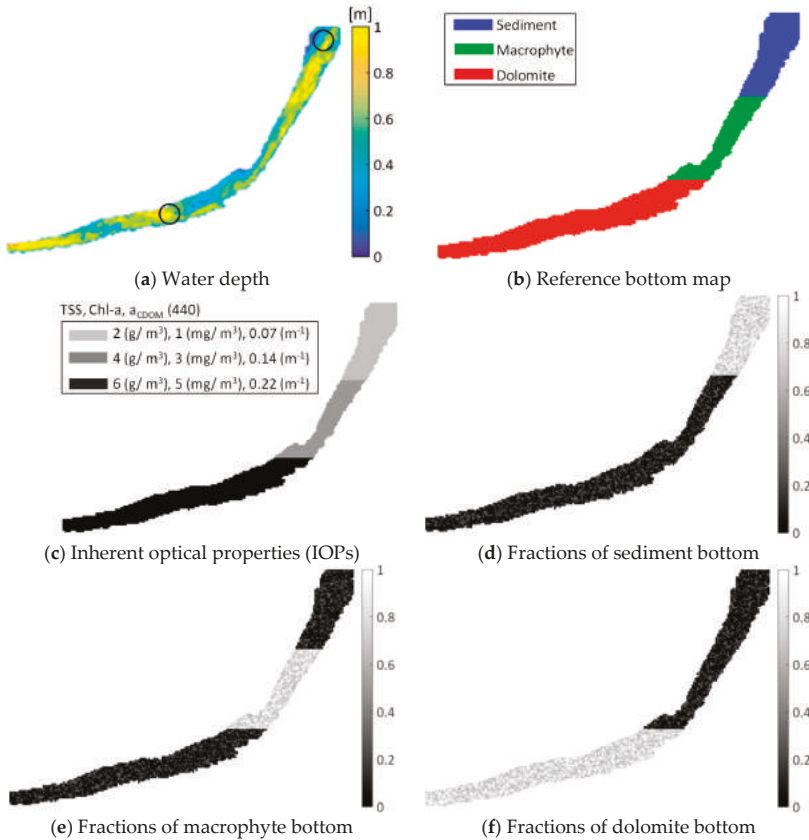 [m]
1
0.8
0.6
0.4
0.2
0
(a) Water depth
Sediment
Macrophyte
Dolomite
(b) Reference bottom map
TSS, Chl-a, aCDOM (440)
2 (g/ m³), 1 (mg/ m³), 0.07 (m⁻¹)
4 (g/ m³), 3 (mg/ m³), 0.14 (m⁻¹)
6 (g/ m³), 5 (mg/ m³), 0.22 (m⁻¹)
(c) Inherent optical properties (IOPs)
1
0.8
0.6
0.4
0.2
0
(d) Fractions of sediment bottom
1
0.8
0.6
0.4
0.2
0
(e) Fractions of macrophyte bottom
1
0.8
0.6
0.4
0.2
0
(f) Fractions of dolomite bottom